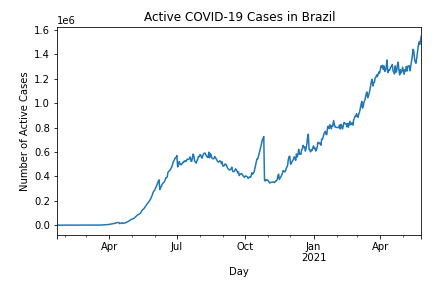 Active COVID-19 Cases in Brazil
1e6
1.6
1.4
1.2
1.0
0.8
0.6
0.4
0.2
0.0
Number of Active Cases
Apr Jul Oct Jan Apr
2021
Day